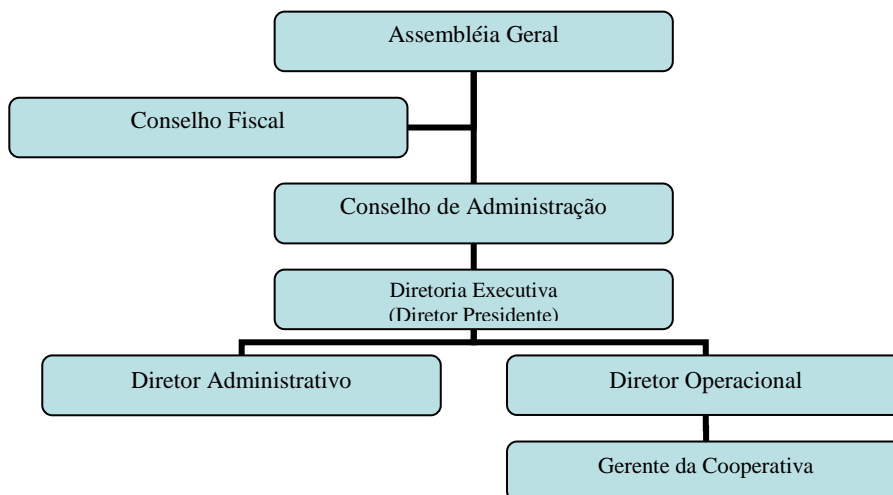 Assembléia Geral
Conselho Fiscal
Conselho de Administração
Diretoria Executiva
(Diretor Presidente)
Diretor Administrativo
Diretor Operacional
Gerente da Cooperativa